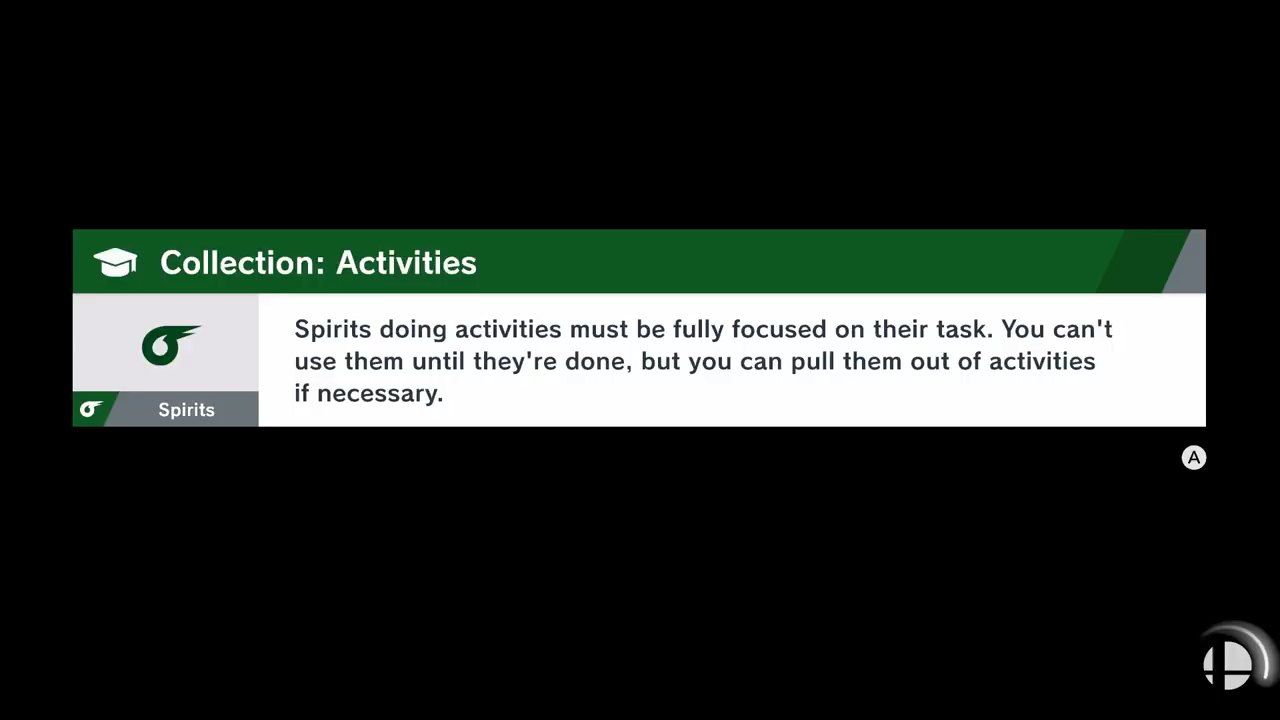 Collection: Activities
Spirits doing activities must be fully focused on their task. You can't
use them until they're done, but you can pull them out of activities
if necessary.
Spirits
A